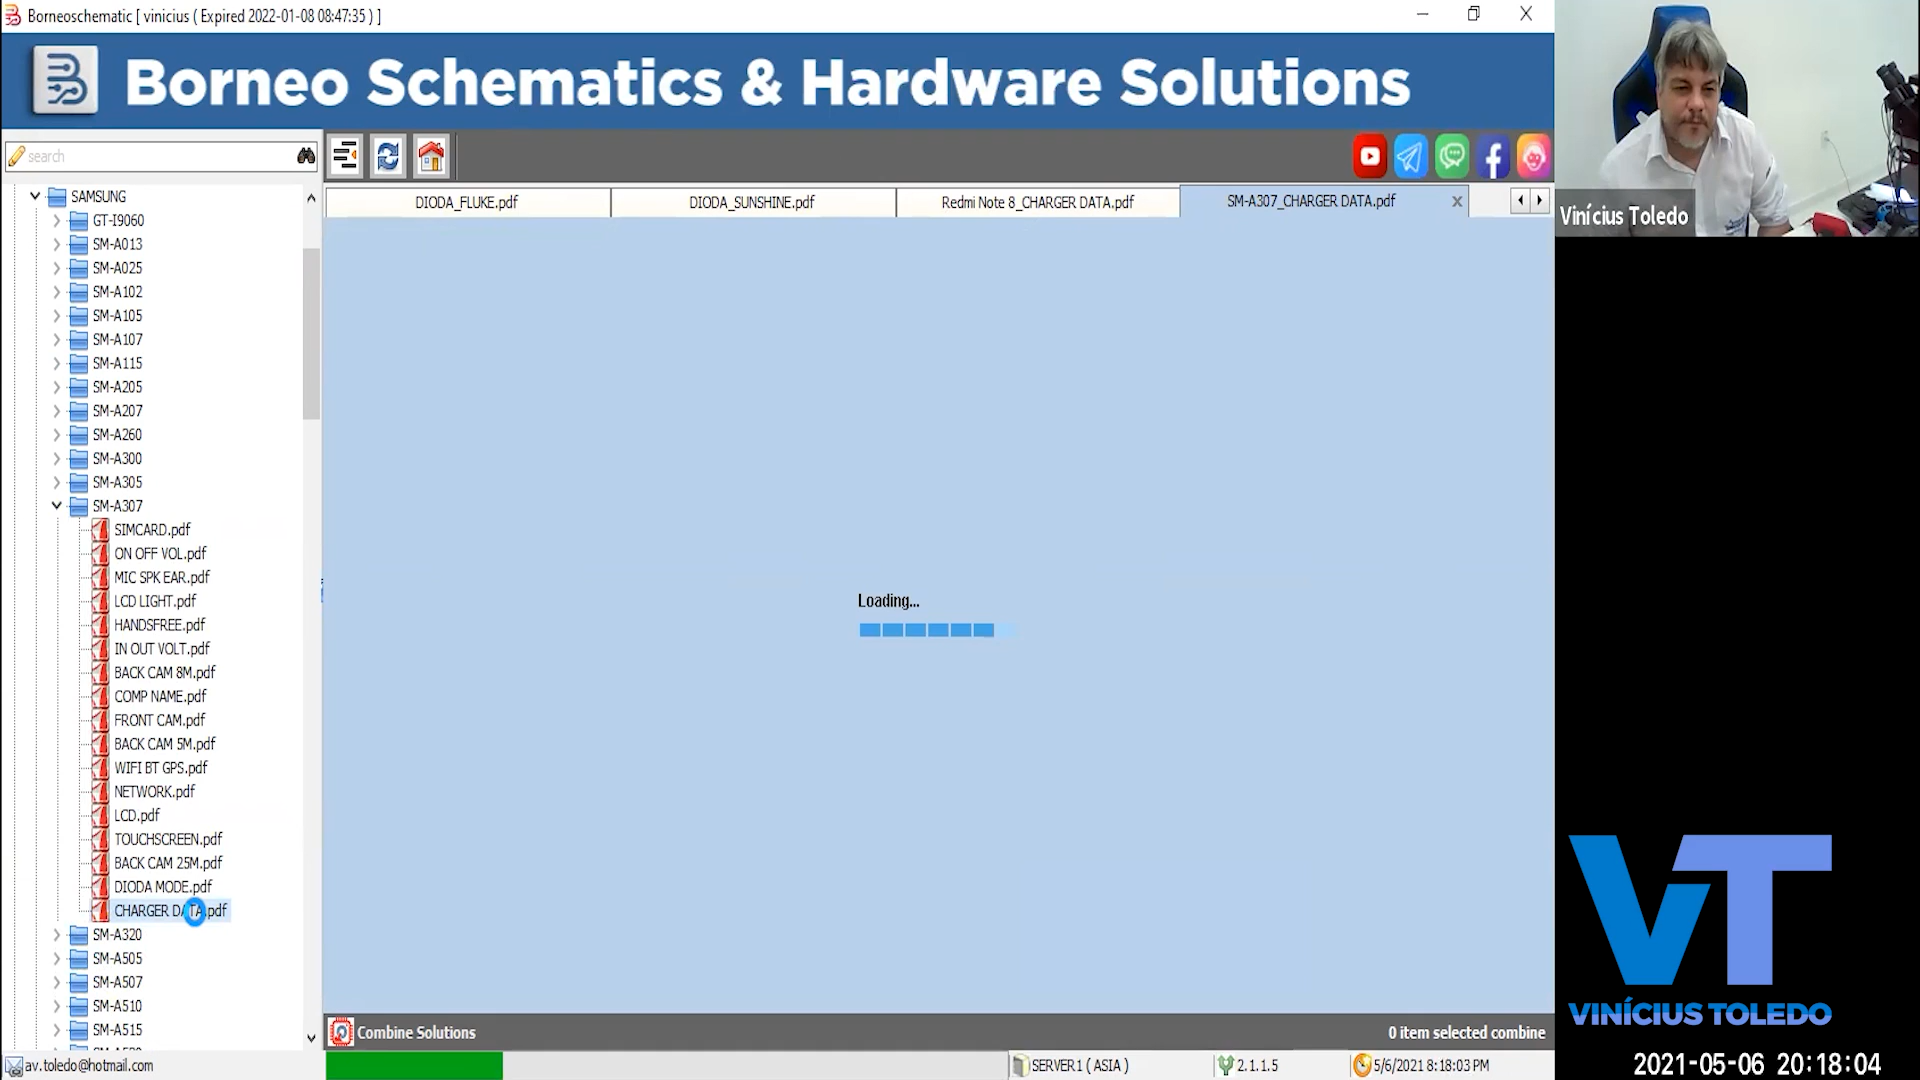 Borneoschematic [ vinicius ( Expired 2022-01-08 08:47:35 ) ]
Borneo Schematics & Hardware Solutions
search
DIODA_FLUKE.pdf
DIODA_SUNSHINE.pdf
Redmi Note 8_CHARGER DATA.pdf
SM-A307_CHARGER DATA.pdf
x
Vinícius Toledo
SAMSUNG
GT-I9060
SM-A013
SM-A025
SM-A102
SM-A105
SM-A107
SM-A115
SM-A205
SM-A207
SM-A260
SM-A300
SM-A305
SM-A307
SIMCARD.pdf
ON OFF VOL.pdf
MIC SPK EAR.pdf
LCD LIGHT.pdf
HANDSFREE.pdf
IN OUT VOLT.pdf
BACK CAM 8M.pdf
COMP NAME.pdf
FRONT CAM.pdf
BACK CAM 5M.pdf
WIFI BT GPS.pdf
NETWORK.pdf
LCD.pdf
TOUCHSCREEN.pdf
BACK CAM 25M.pdf
DIODA MODE.pdf
CHARGER DATA.pdf
SM-A320
SM-A505
SM-A507
SM-A510
SM-A515
Loading...
Combine Solutions
0 item selected combine
av.toledo@hotmail.com
SERVER1 ( ASIA )
2.1.1.5
5/6/2021 8:18:03 PM
VT
VINÍCIUS TOLEDO
2021-05-06 20:18:04